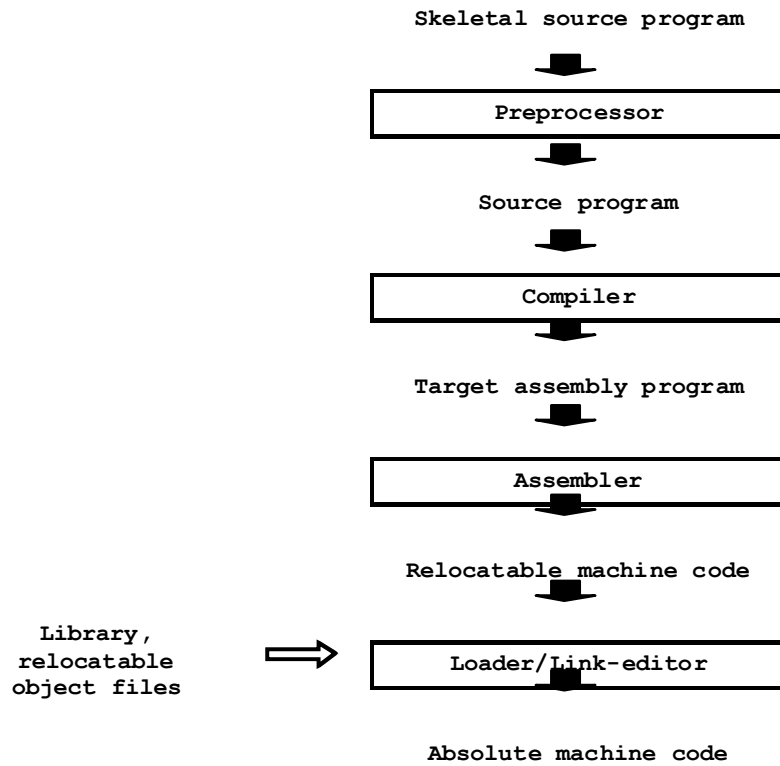 Skeletal source program
Preprocessor
Source program
Compiler
Target assembly program
Assembler
Relocatable machine code
Library,
relocatable
object files
Loader/Link-editor
Absolute machine code